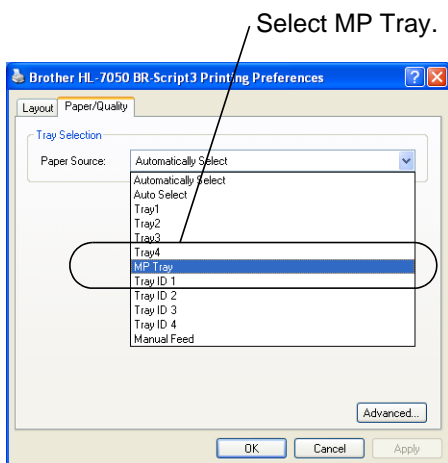 Select MP Tray.
Brother HL-7050 BR-Script3 Printing Preferences
Layout Paper/Quality
Tray Selection
Paper Source: Automatically Select
Automatically Select
Auto Select
Tray1
Tray2
Tray3
Tray4
MP Tray
Tray ID 1
Tray ID 2
Tray ID 3
Tray ID 4
Manual Feed
Advanced...
OK Cancel Apply